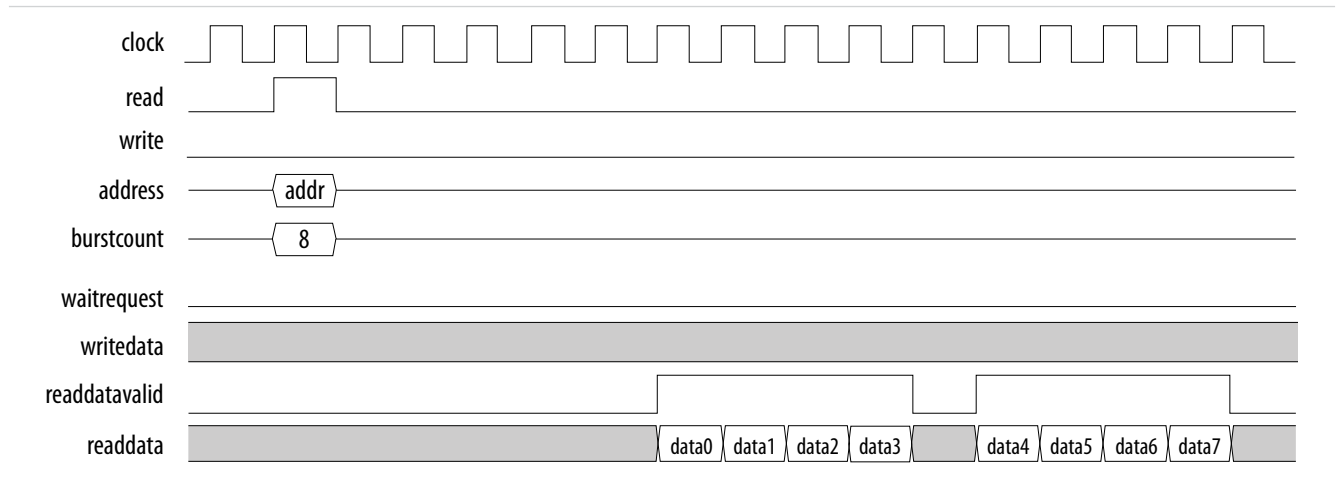 clock
read
write
address addr
burstcount 8
waitrequest
writedata
readdatavalid
readdata data0 data1 data2 data3 data4 data5 data6 data7